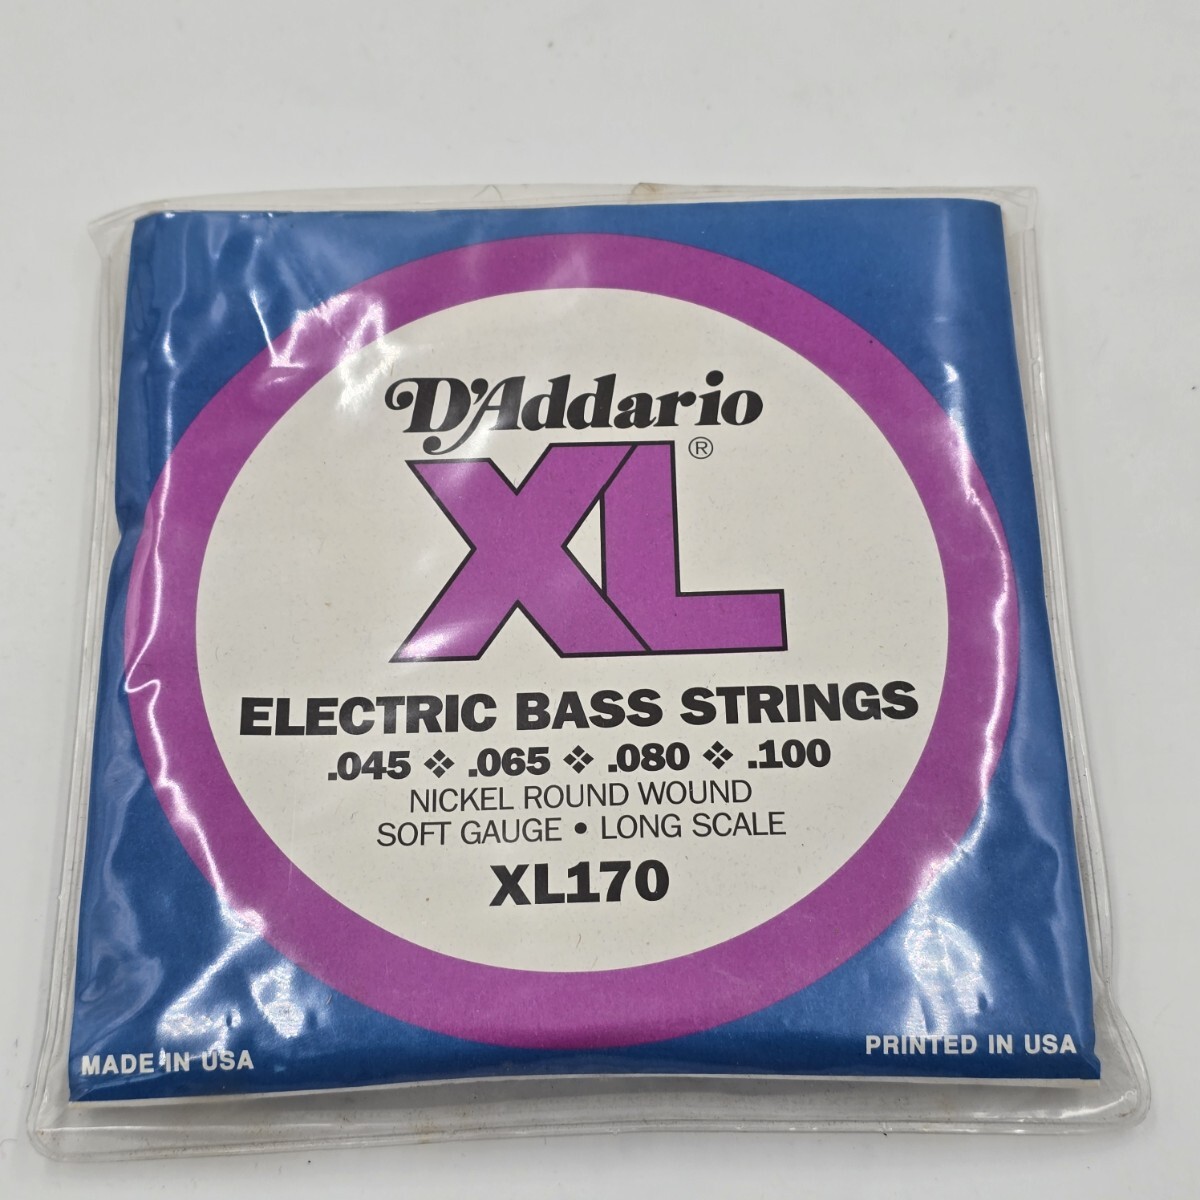 D'Addario
XL®
ELECTRIC BASS STRINGS
.045 ❖ .065 ❖ .080 ❖ .100
NICKEL ROUND WOUND
SOFT GAUGE • LONG SCALE
XL170
MADE IN USA
PRINTED IN USA